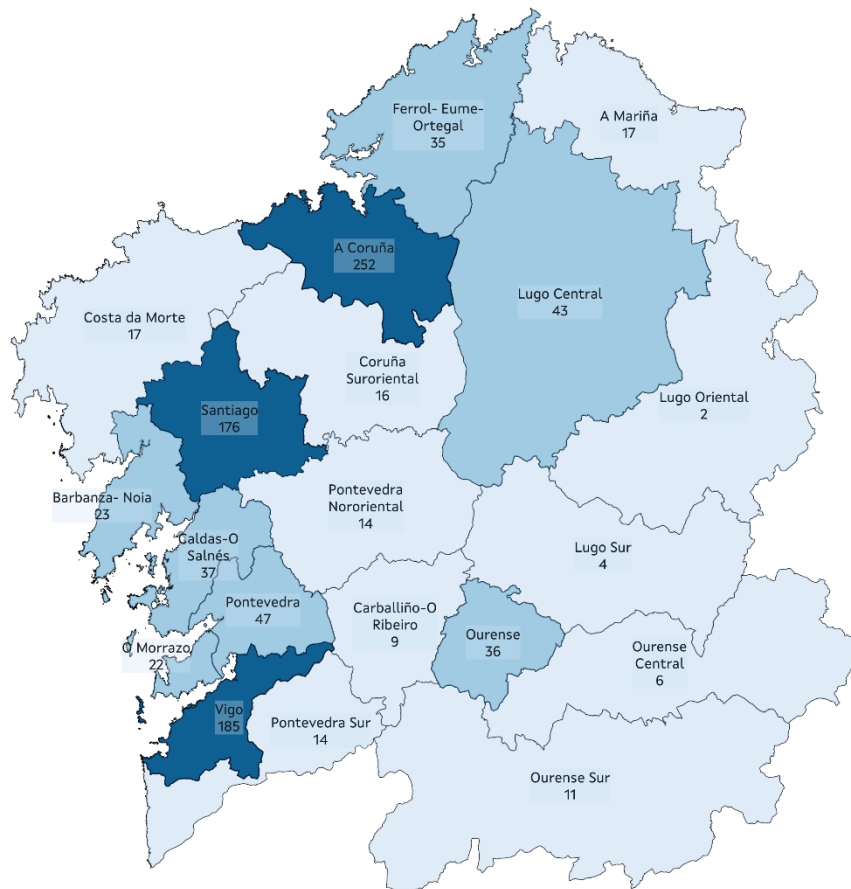 Ferrol- Eume-
Ortegal
35
A Mariña
17
A Coruña
252
Lugo Central
43
Costa da Morte
17
Coruña
Suroriental
16
Santiago
176
Lugo Oriental
2
Barbanza- Noia
23
Pontevedra
Nororiental
14
Caldas-O
Salnés
37
Lugo Sur
4
Pontevedra
47
Carballiño-O
Ribeiro
9
Ourense
36
O Morrazo
22
Ourense
Central
6
Vigo
185
Pontevedra Sur
14
Ourense Sur
11